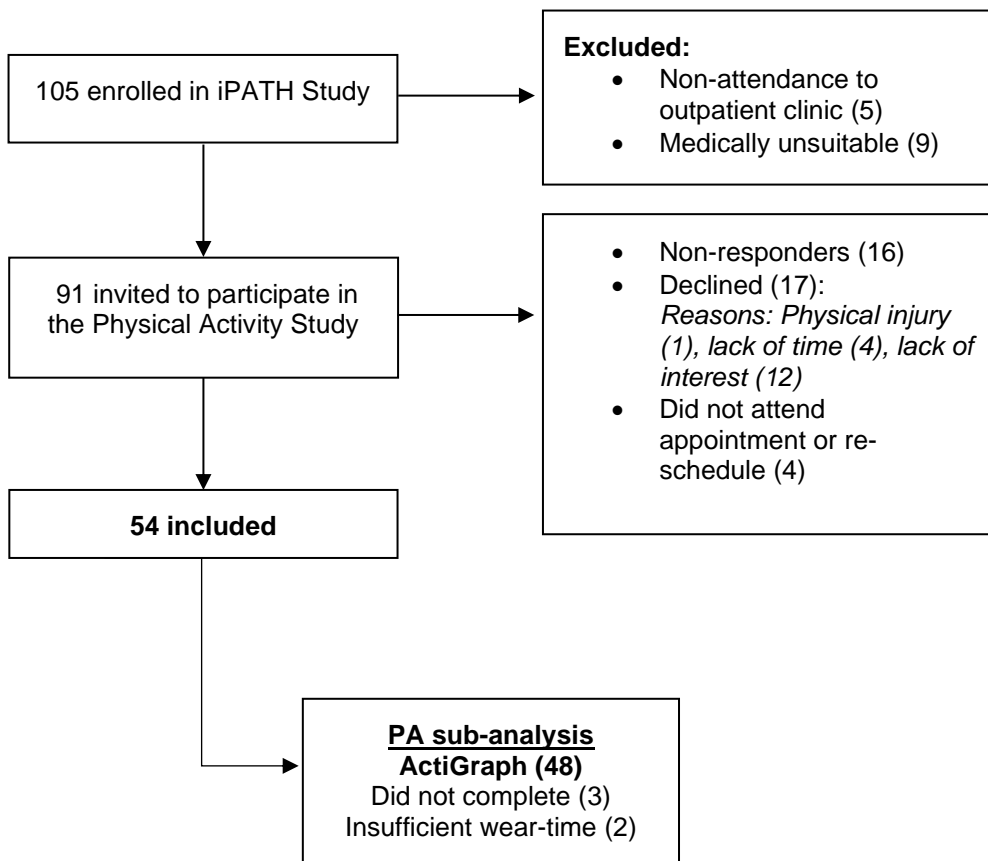 105 enrolled in iPATH Study
Excluded:
• Non-attendance to
outpatient clinic (5)
• Medically unsuitable (9)
91 invited to participate in
the Physical Activity Study
• Non-responders (16)
• Declined (17):
Reasons: Physical injury
(1), lack of time (4), lack of
interest (12)
• Did not attend
appointment or re-
schedule (4)
54 included
PA sub-analysis
ActiGraph (48)
Did not complete (3)
Insufficient wear-time (2)